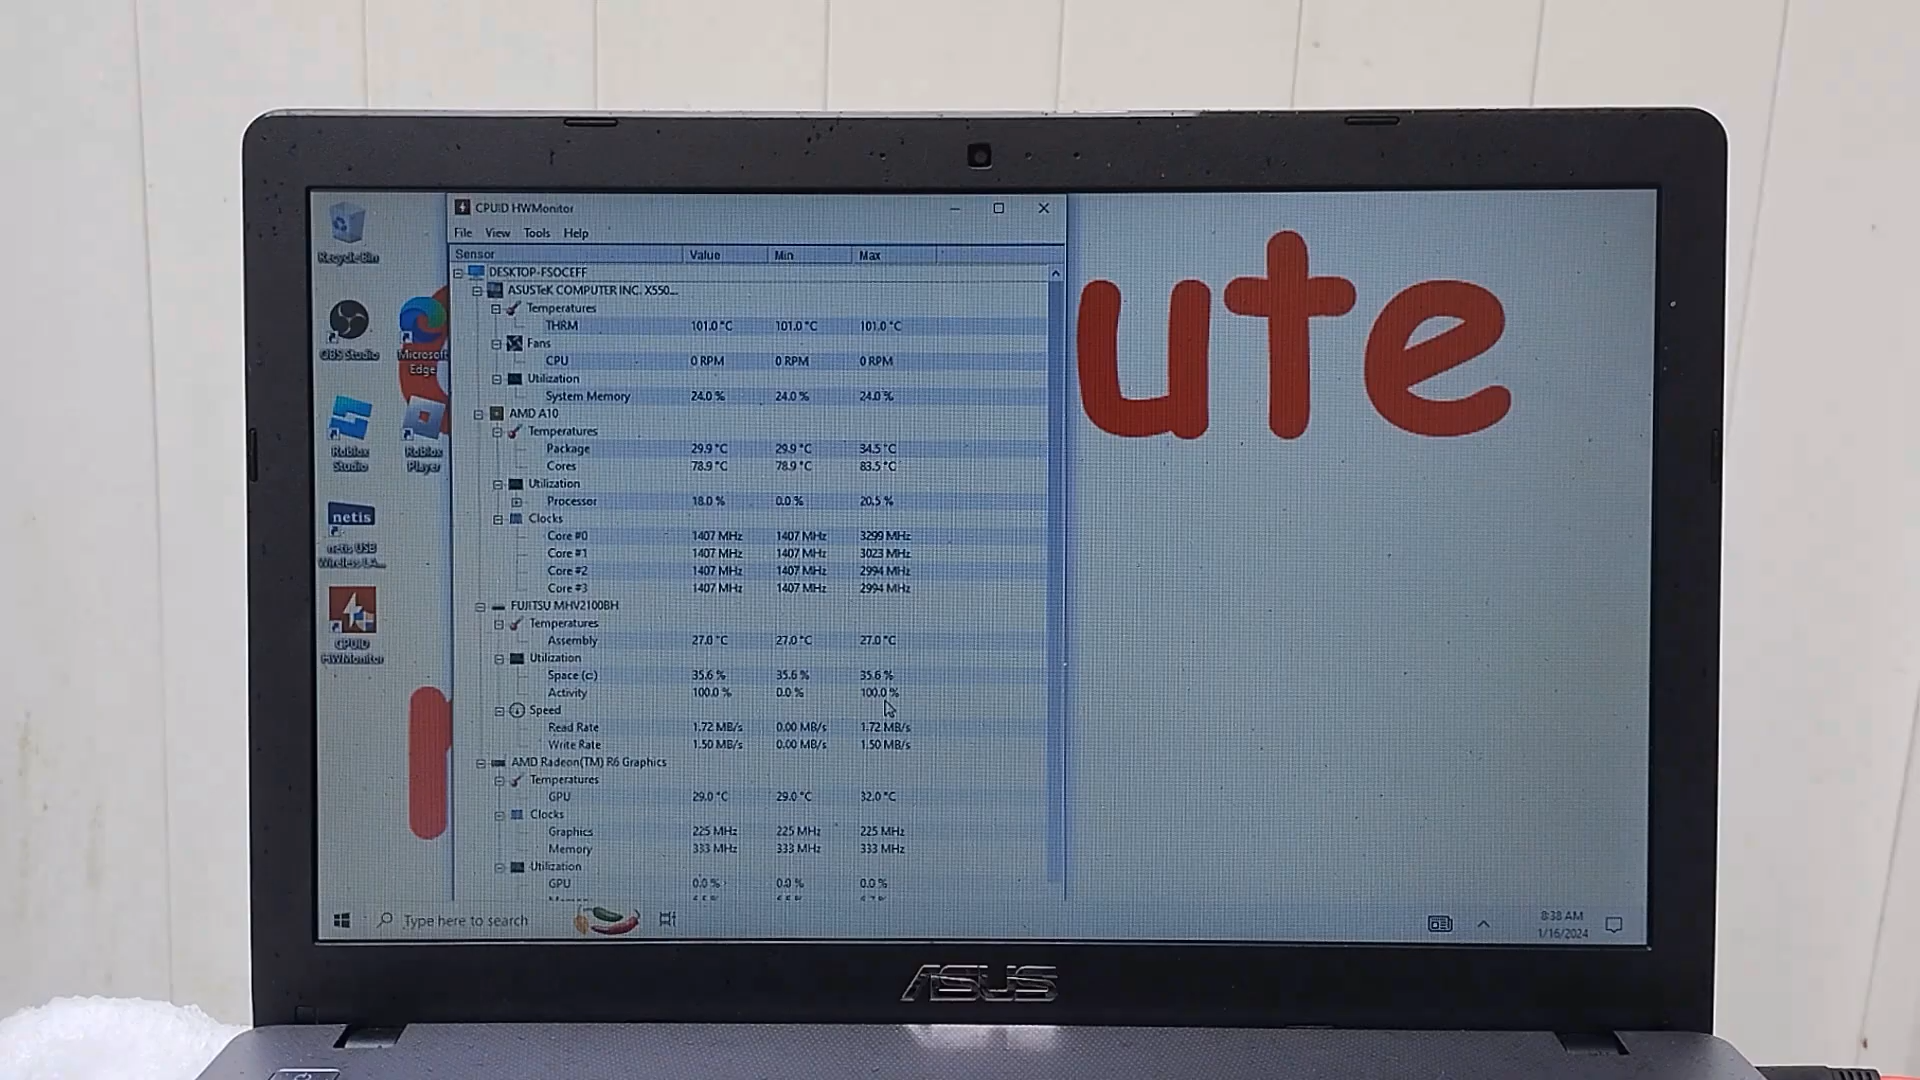 Recycle Bin
OBS Studio
Microsoft Edge
Roblox Studio
Roblox Player
netis
netis USB Wireless LA...
CPUID HWMonitor
ute
CPUID HWMonitor
File View Tools Help
Sensor Value Min Max
DESKTOP-FSOCEFF
ASUSTeK COMPUTER INC. X550...
Temperatures
THRM 101.0 °C 101.0 °C 101.0 °C
Fans
CPU 0 RPM 0 RPM 0 RPM
Utilization
System Memory 24.0 % 24.0 % 24.0 %
AMD A10
Temperatures
Package 29.9 °C 29.9 °C 34.5 °C
Cores 78.9 °C 78.9 °C 83.5 °C
Utilization
Processor 18.0 % 0.0 % 20.5 %
Clocks
Core #0 1407 MHz 1407 MHz 3299 MHz
Core #1 1407 MHz 1407 MHz 3023 MHz
Core #2 1407 MHz 1407 MHz 2994 MHz
Core #3 1407 MHz 1407 MHz 2994 MHz
FUJITSU MHV2100BH
Temperatures
Assembly 27.0 °C 27.0 °C 27.0 °C
Utilization
Space (c:) 35.6 % 35.6 % 35.6 %
Activity 100.0 % 0.0 % 100.0 %
Speed
Read Rate 1.72 MB/s 0.00 MB/s 1.72 MB/s
Write Rate 1.50 MB/s 0.00 MB/s 1.50 MB/s
AMD Radeon(TM) R6 Graphics
Temperatures
GPU 29.0 °C 29.0 °C 32.0 °C
Clocks
Graphics 225 MHz 225 MHz 225 MHz
Memory 333 MHz 333 MHz 333 MHz
Utilization
GPU 0.0 % 0.0 % 0.0 %
Type here to search
8:38 AM
1/16/2024
ASUS